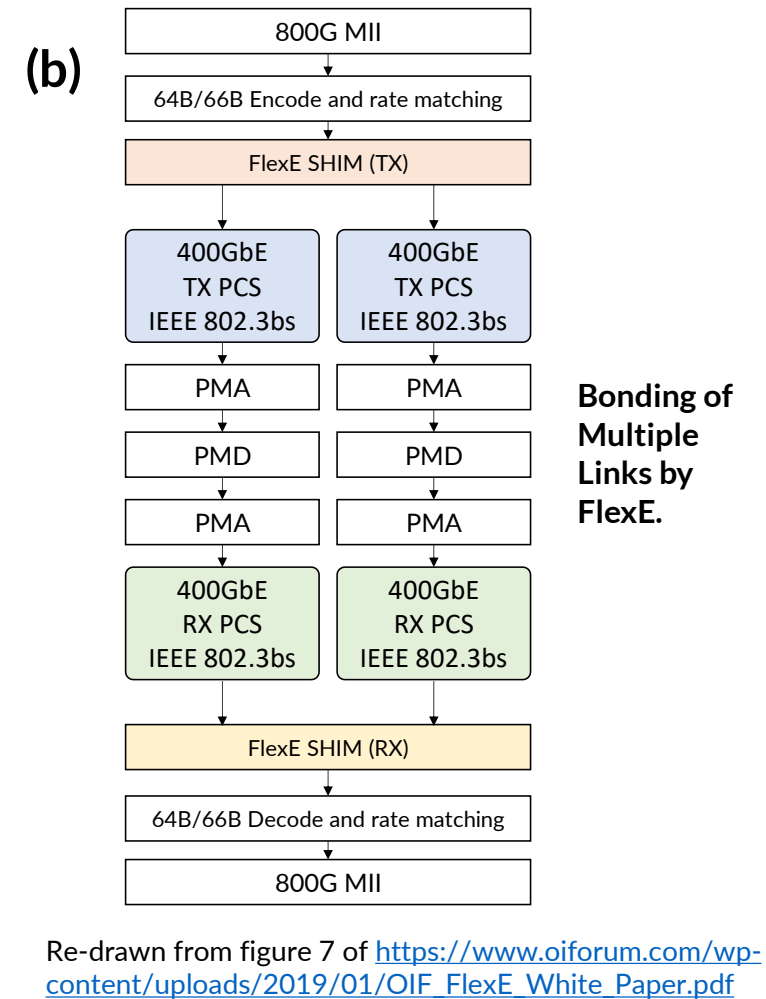 800G MII
(b)
64B/66B Encode and rate matching
FlexE SHIM (TX)
400GbE
TX PCS
IEEE 802.3bs
400GbE
TX PCS
IEEE 802.3bs
PMA
PMA
PMD
PMD
PMA
PMA
Bonding of
Multiple
Links by
FlexE.
400GbE
RX PCS
IEEE 802.3bs
400GbE
RX PCS
IEEE 802.3bs
FlexE SHIM (RX)
64B/66B Decode and rate matching
800G MII
Re-drawn from figure 7 of https://www.oiforum.com/wp-
content/uploads/2019/01/OIF_FlexE_White_Paper.pdf